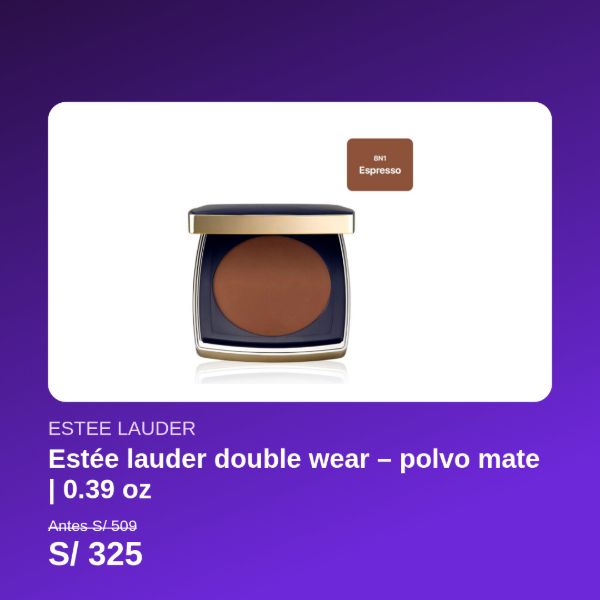 8N1
Espresso
ESTEE LAUDER
Estée lauder double wear – polvo mate
| 0.39 oz
Antes S/ 509
S/ 325